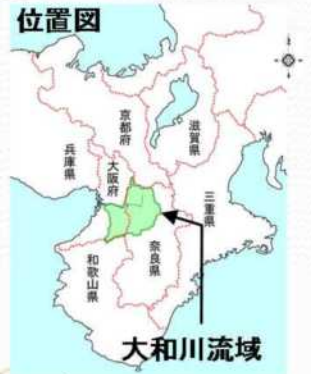 位置図
京都府
滋賀県
兵庫県
大阪府
三重県
奈良県
和歌山県
大和川流域